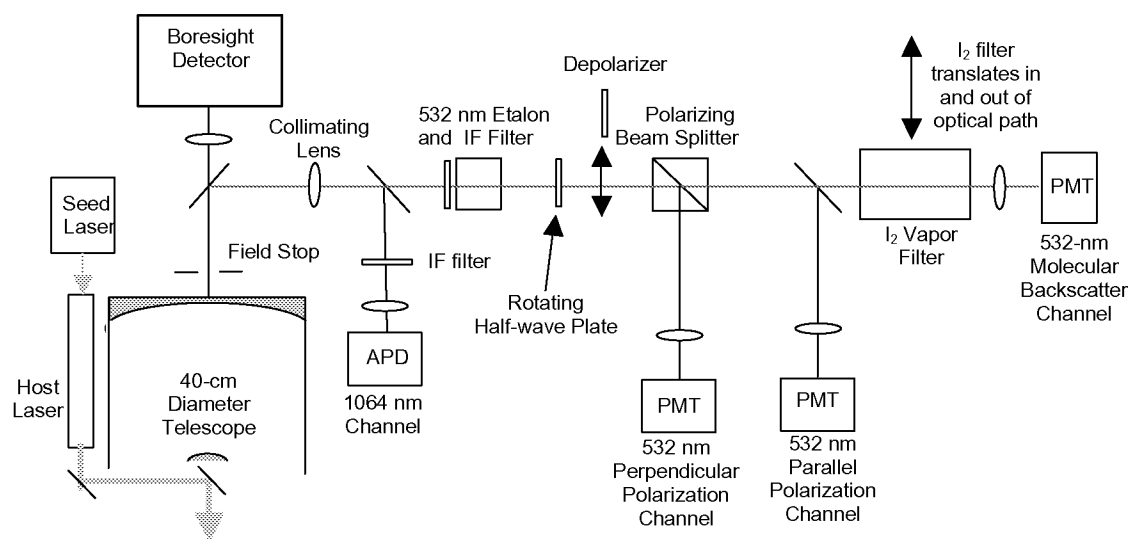 Boresight
Detector
Collimating
Lens
532 nm Etalon
and IF Filter
Depolarizer
Polarizing
Beam Splitter
I₂ filter
translates in
and out of
optical path
Seed
Laser
Field Stop
IF filter
Rotating
Half-wave Plate
I₂ Vapor
Filter
PMT
532-nm
Molecular
Backscatter
Channel
Host
Laser
40-cm
Diameter
Telescope
APD
1064 nm
Channel
PMT
532 nm
Perpendicular
Polarization
Channel
PMT
532 nm
Parallel
Polarization
Channel